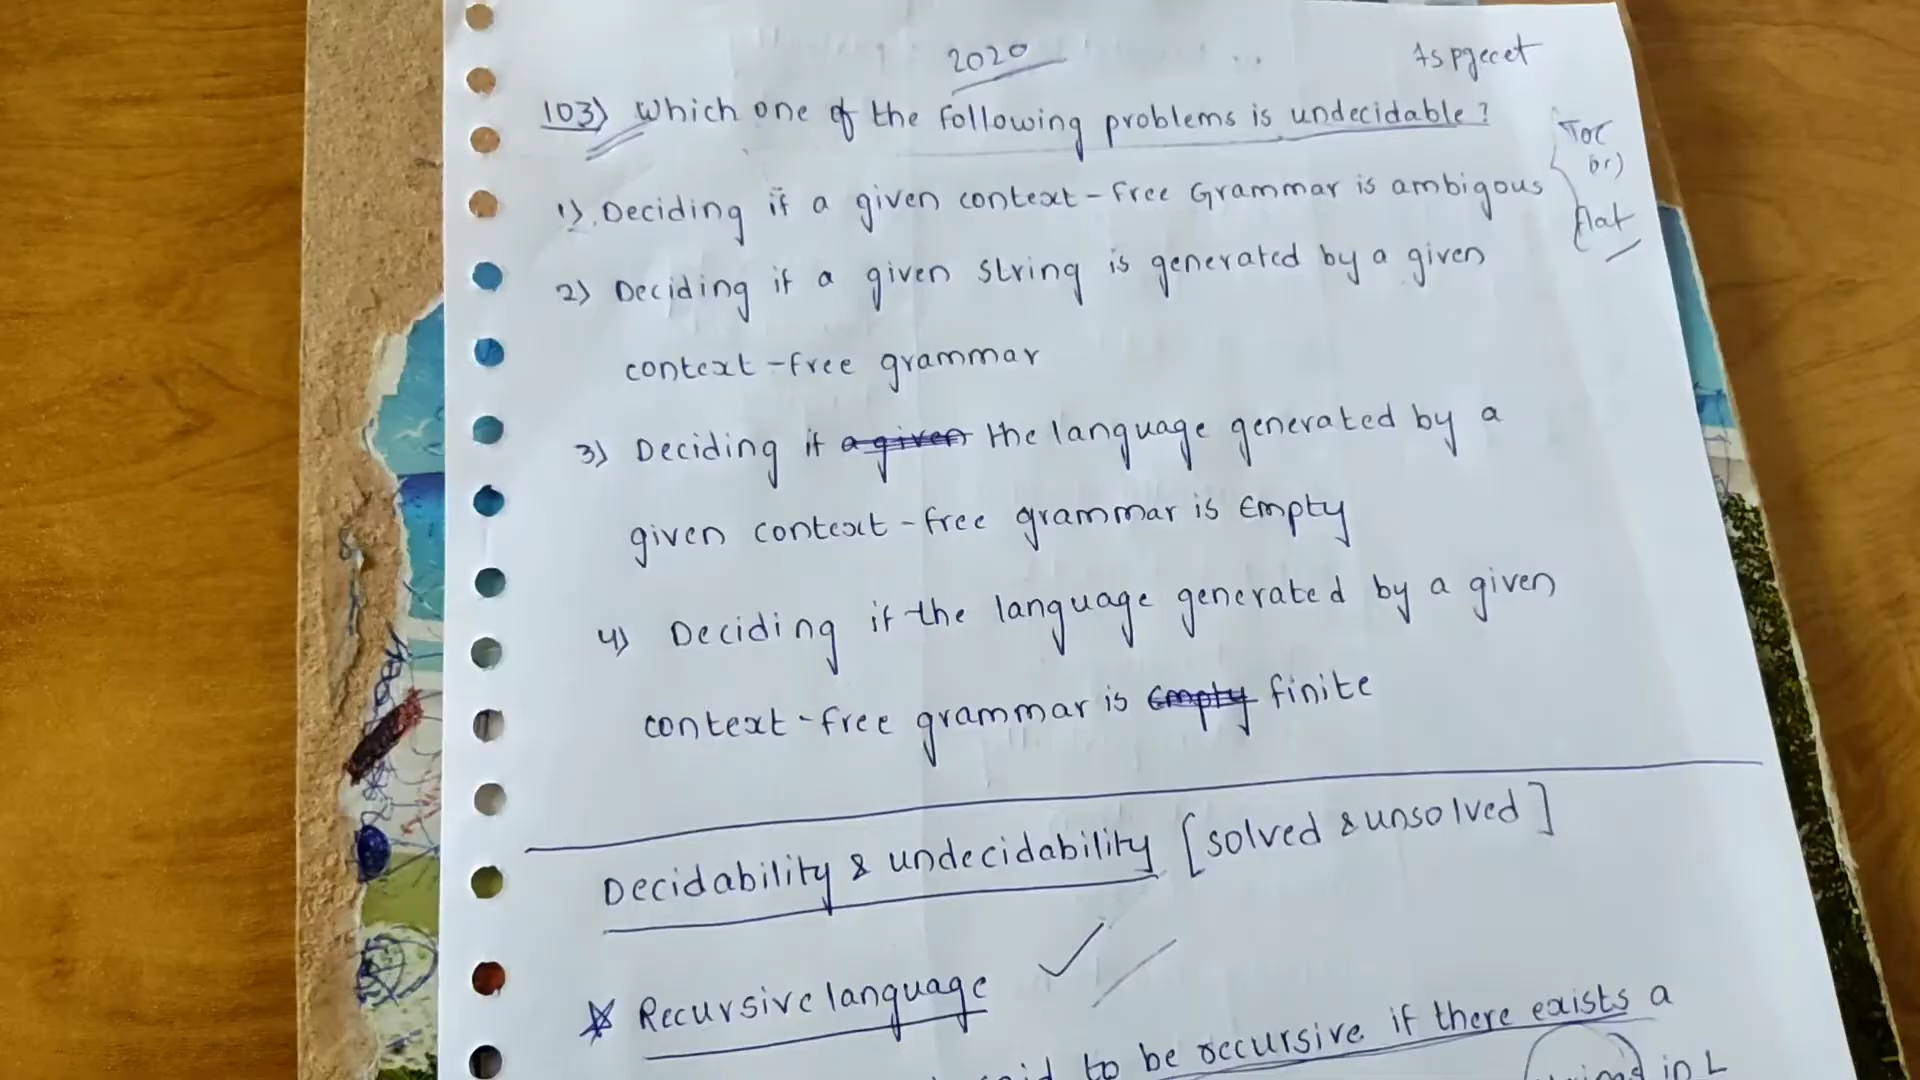 2020
Aspgecet
103) Which one of the following problems is undecidable?
TOC
or)
flat
1). Deciding if a given context-free Grammar is ambigous
2) Deciding if a given string is generated by a given
context-free grammar
3) Deciding if a given the language generated by a
given context-free grammar is Empty
4) Deciding if the language generated by a given
context-free grammar is Empty finite
Decidability & undecidability [solved & unsolved]
Recursive language
to be recursive if there exists a
in L